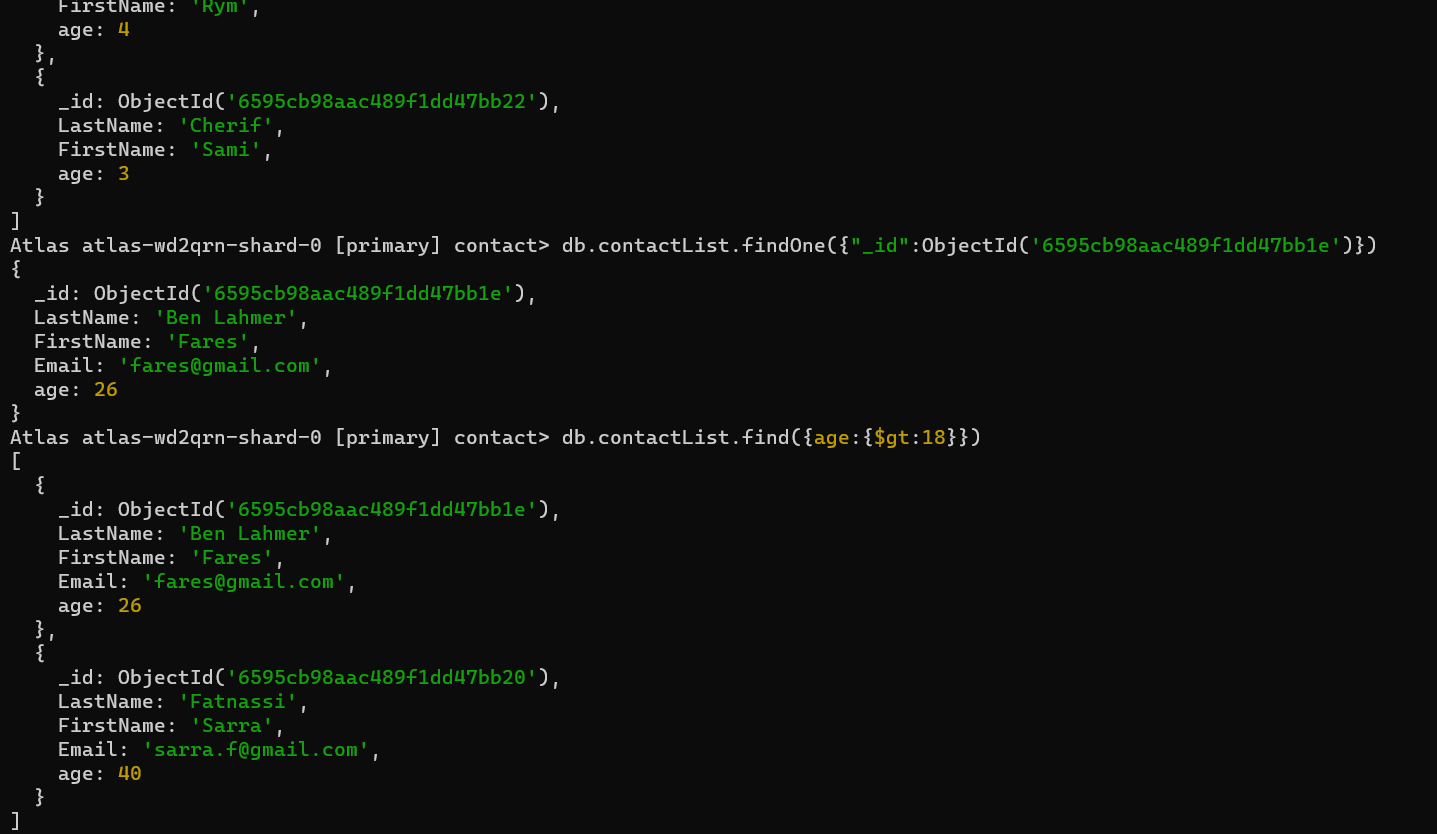 FirstName: 'Rym',
    age: 4
  },
  {
    _id: ObjectId('6595cb98aac489f1dd47bb22'),
    LastName: 'Cherif',
    FirstName: 'Sami',
    age: 3
  }
]
Atlas atlas-wd2qrn-shard-0 [primary] contact> db.contactList.findOne({"_id":ObjectId('6595cb98aac489f1dd47bb1e')})
{
  _id: ObjectId('6595cb98aac489f1dd47bb1e'),
  LastName: 'Ben Lahmer',
  FirstName: 'Fares',
  Email: 'fares@gmail.com',
  age: 26
}
Atlas atlas-wd2qrn-shard-0 [primary] contact> db.contactList.find({age:{$gt:18}})
[
  {
    _id: ObjectId('6595cb98aac489f1dd47bb1e'),
    LastName: 'Ben Lahmer',
    FirstName: 'Fares',
    Email: 'fares@gmail.com',
    age: 26
  },
  {
    _id: ObjectId('6595cb98aac489f1dd47bb20'),
    LastName: 'Fatnassi',
    FirstName: 'Sarra',
    Email: 'sarra.f@gmail.com',
    age: 40
  }
]